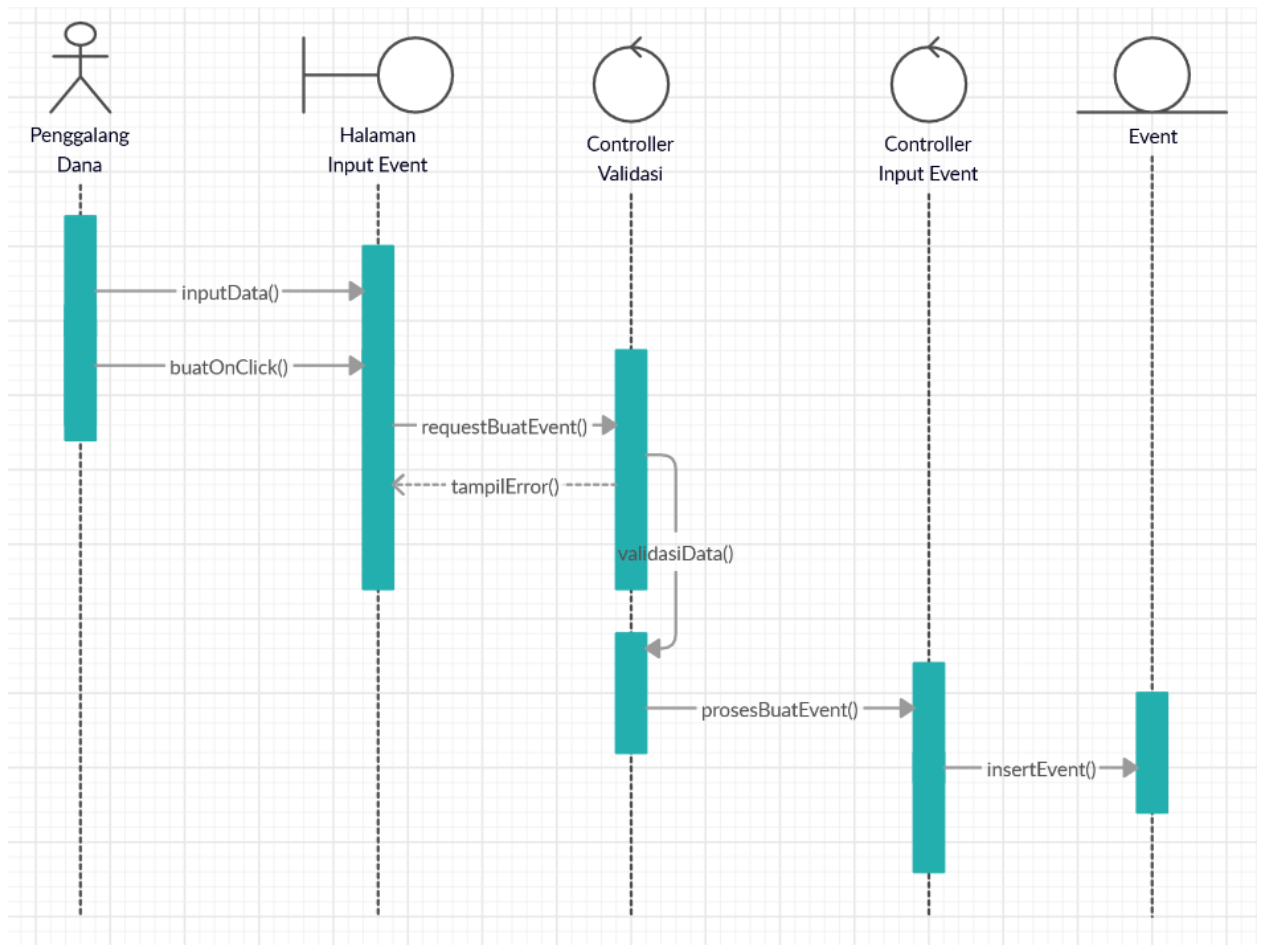 Penggalang
Dana
Halaman
Input Event
Controller
Validasi
Controller
Input Event
Event
inputData()
buatOnClick()
requestBuatEvent()
tampilError()
validasiData()
prosesBuatEvent()
insertEvent()